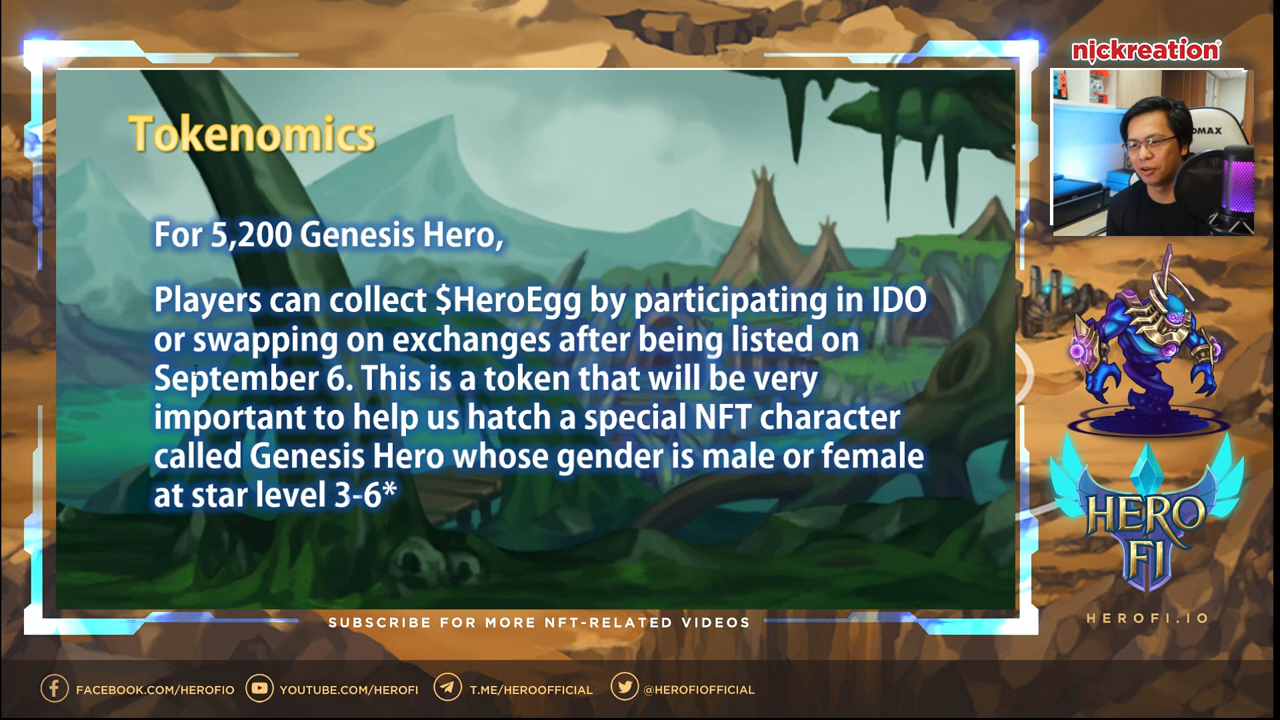 njckreation
OMAX
Tokenomics
For 5,200 Genesis Hero,
Players can collect $HeroEgg by participating in IDO
or swapping on exchanges after being listed on
September 6. This is a token that will be very
important to help us hatch a special NFT character
called Genesis Hero whose gender is male or female
at star level 3-6*
HERO
FI
HEROFI.IO
SUBSCRIBE FOR MORE NFT-RELATED VIDEOS
FACEBOOK.COM/HEROFIO
YOUTUBE.COM/HEROFI
T.ME/HEROOFFICIAL
@HEROFIOFFICIAL